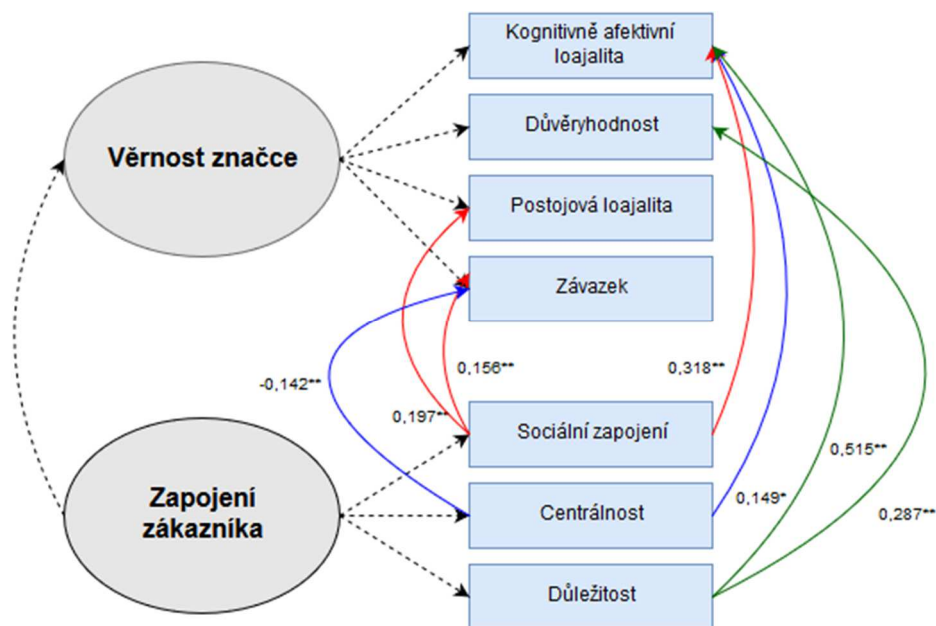 Kognitivně afektivní
loajalita
Důvěryhodnost
Věrnost značce
Postojová loajalita
Závazek
0,156**
0,318**
-0,142**
0,197**
Sociální zapojení
0,515**
Zapojení
zákazníka
Centrálnost
0,149*
0,287**
Důležitost